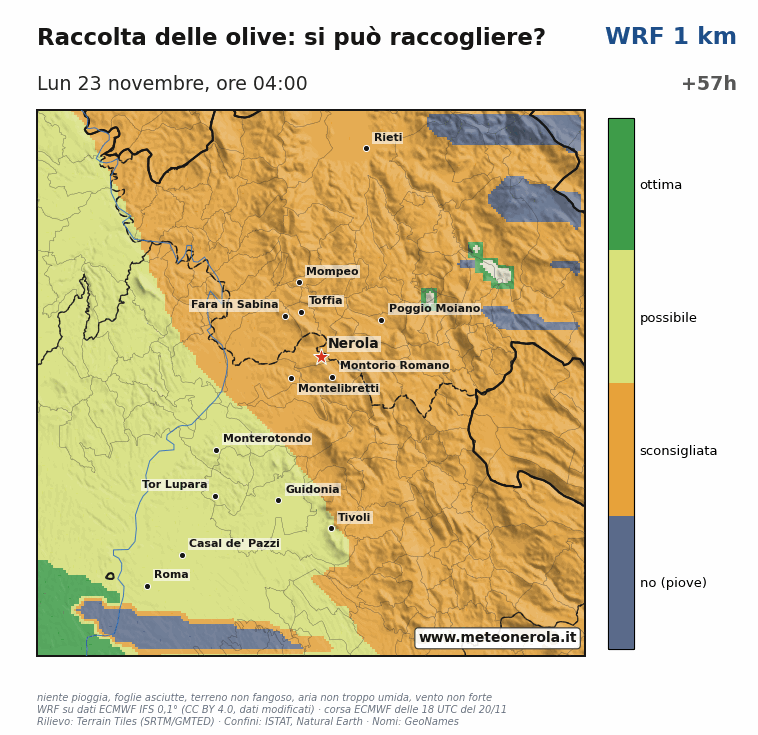 Raccolta delle olive: si può raccogliere?
WRF 1 km
Lun 23 novembre, ore 04:00
+57h
Rieti
ottima
Mompeo
Fara in Sabina
Toffia
Poggio Moiano
possibile
Nerola
Montorio Romano
Montelibretti
Monterotondo
sconsigliata
Tor Lupara
Guidonia
Tivoli
Casal de' Pazzi
Roma
no (piove)
www.meteonerola.it
niente pioggia, foglie asciutte, terreno non fangoso, aria non troppo umida, vento non forte
WRF su dati ECMWF IFS 0,1° (CC BY 4.0, dati modificati) · corsa ECMWF delle 18 UTC del 20/11
Rilievo: Terrain Tiles (SRTM/GMTED) · Confini: ISTAT, Natural Earth · Nomi: GeoNames